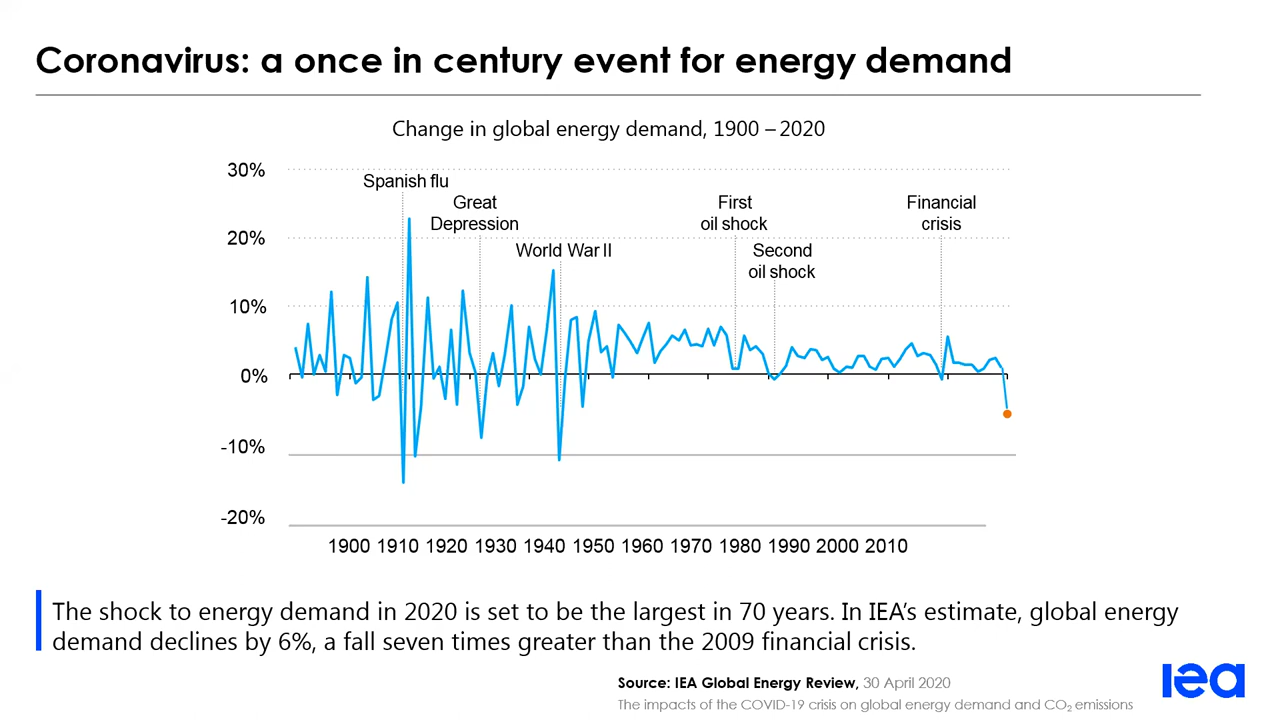 Coronavirus: a once in century event for energy demand
Change in global energy demand, 1900 – 2020
30%
Spanish flu
Great
Depression
First
oil shock
Financial
crisis
20%
World War II
Second
oil shock
10%
0%
-10%
-20%
1900 1910 1920 1930 1940 1950 1960 1970 1980 1990 2000 2010
The shock to energy demand in 2020 is set to be the largest in 70 years. In IEA’s estimate, global energy
demand declines by 6%, a fall seven times greater than the 2009 financial crisis.
Source: IEA Global Energy Review, 30 April 2020
The impacts of the COVID-19 crisis on global energy demand and CO₂ emissions
iea